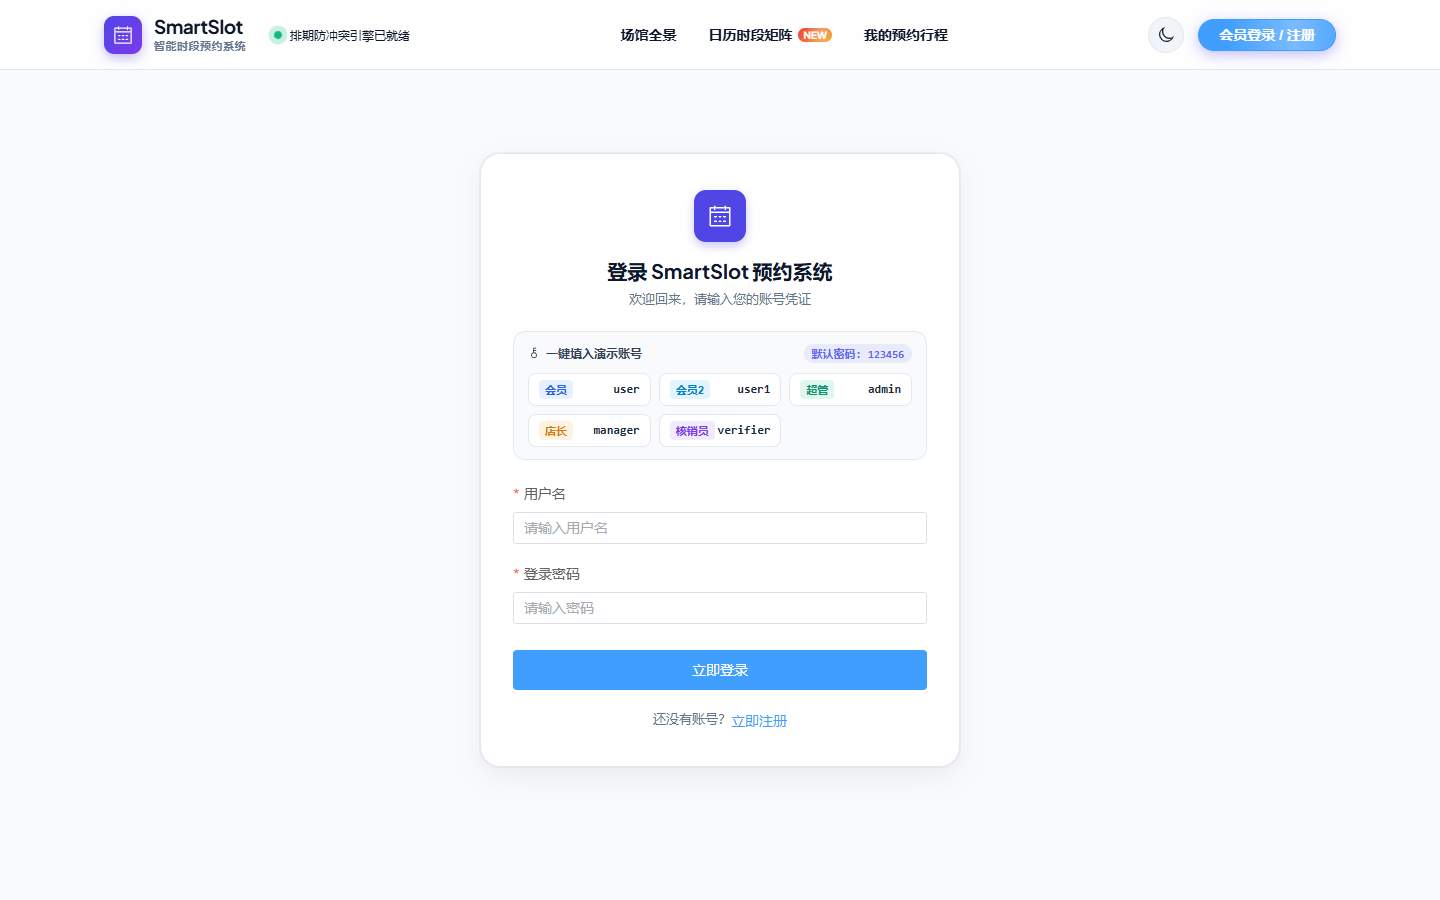 SmartSlot
智能时段预约系统
排期防冲突引擎已就绪
场馆全景
日历时段矩阵 NEW
我的预约行程
会员登录 / 注册
登录 SmartSlot 预约系统
欢迎回来，请输入您的账号凭证
一键填入演示账号
默认密码: 123456
会员 user
会员2 user1
超管 admin
店长 manager
核销员 verifier
* 用户名
请输入用户名
* 登录密码
请输入密码
立即登录
还没有账号? 立即注册